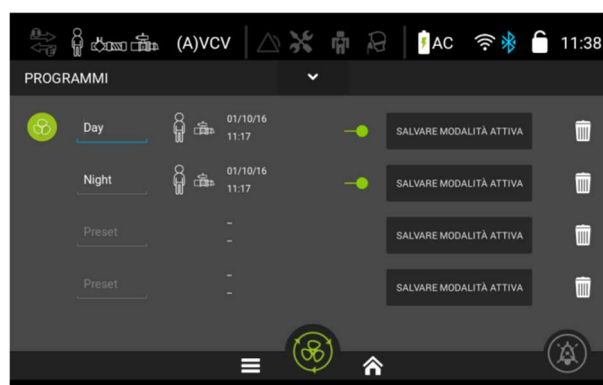 (A)VCV AC 11:38
PROGRAMMI
Day 01/10/16 11:17 SALVARE MODALITÀ ATTIVA
Night 01/10/16 11:17 SALVARE MODALITÀ ATTIVA
Preset – – SALVARE MODALITÀ ATTIVA
Preset – – SALVARE MODALITÀ ATTIVA